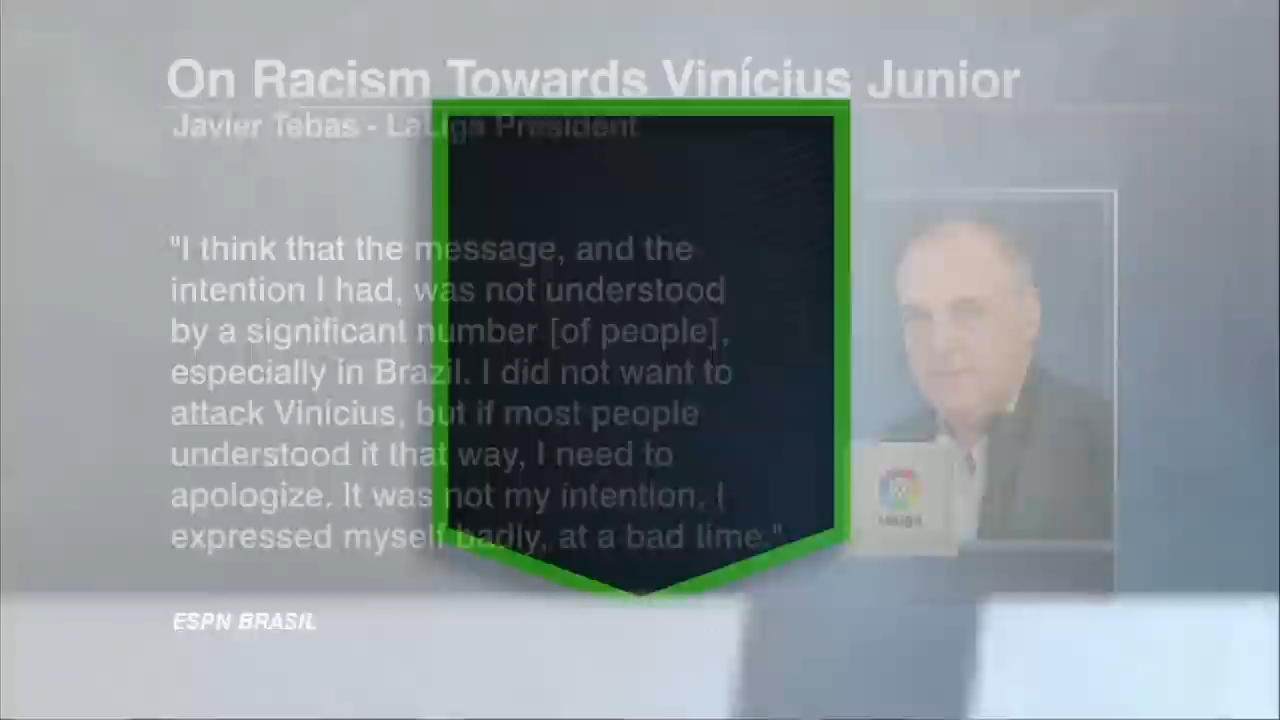 On Racism Towards Vinícius Junior
Javier Tebas - LaLiga President
"I think that the message, and the
intention I had, was not understood
by a significant number [of people],
especially in Brazil. I did not want to
attack Vinícius, but if most people
understood it that way, I need to
apologize. It was not my intention. I
expressed myself badly, at a bad time."
LaLiga
ESPN BRASIL